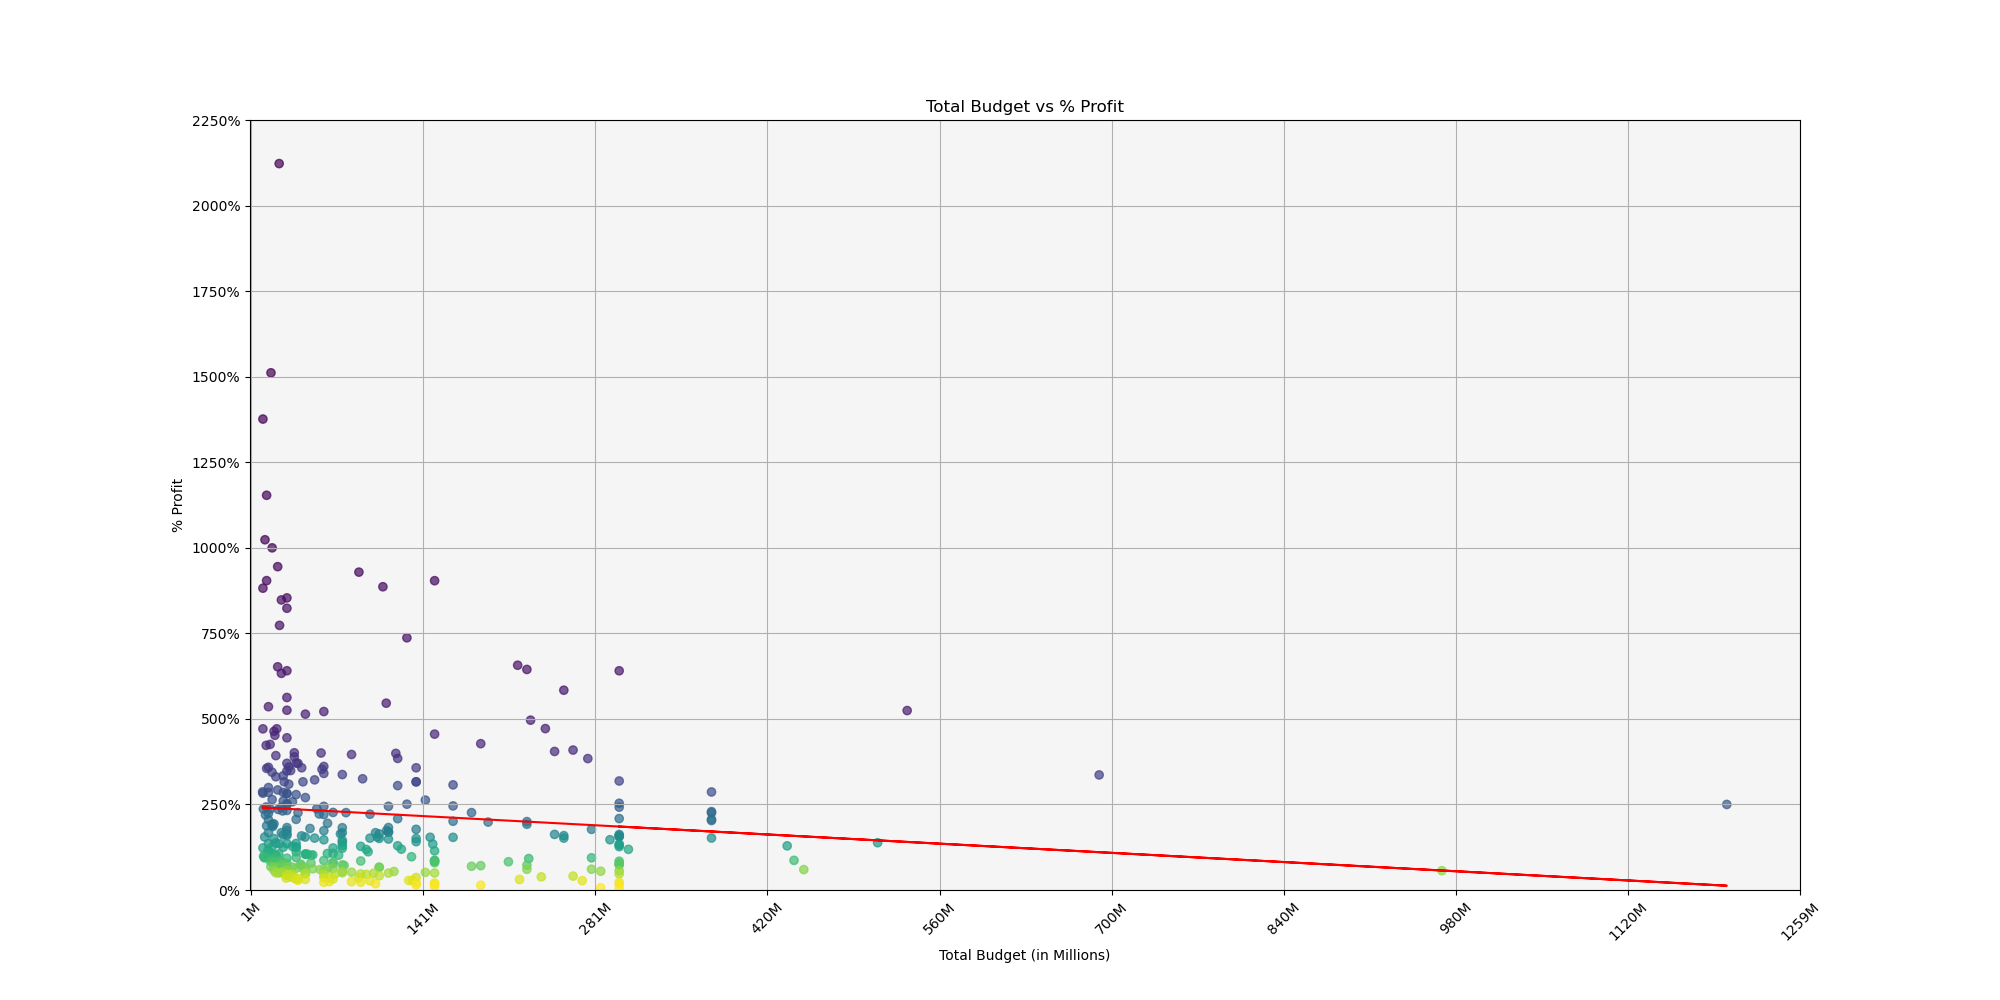 Total Budget vs % Profit
2250%
2000%
1750%
1500%
1250%
1000%
750%
500%
250%
0%
% Profit
1M
141M
281M
420M
560M
700M
840M
980M
1120M
1259M
Total Budget (in Millions)